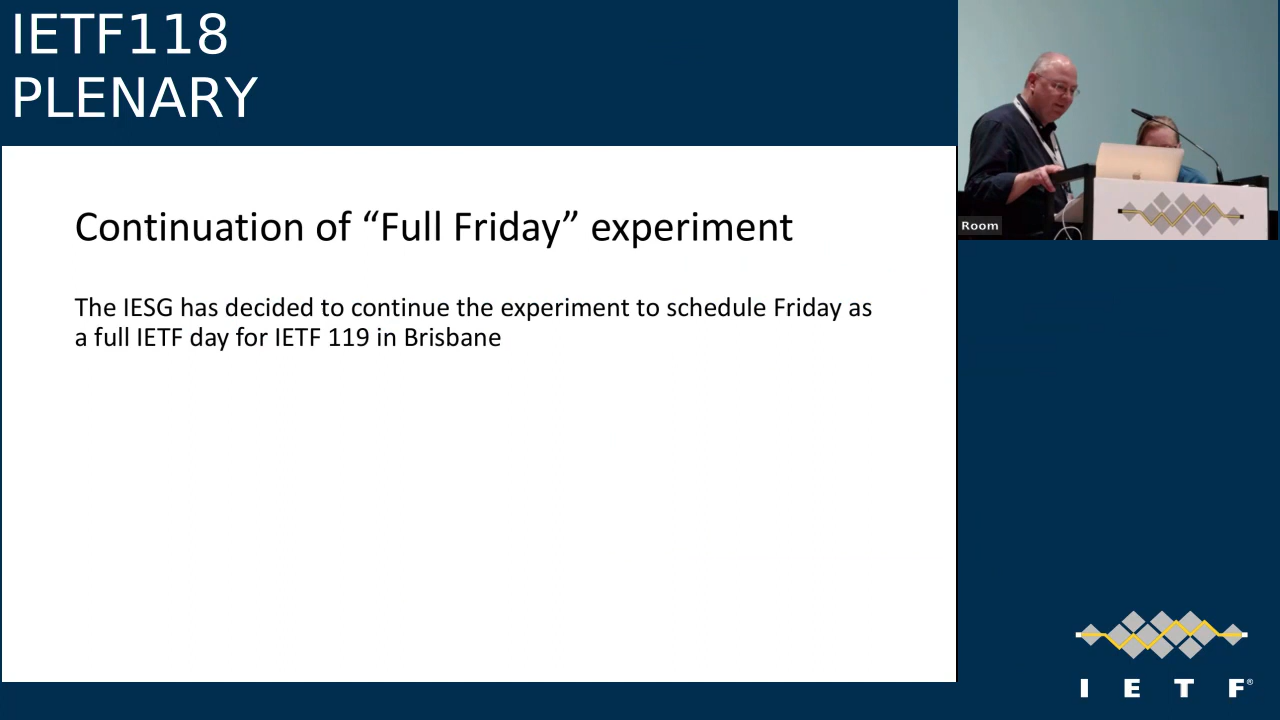 IETF118
PLENARY
Room
Continuation of “Full Friday” experiment
The IESG has decided to continue the experiment to schedule Friday as
a full IETF day for IETF 119 in Brisbane
I E T F®